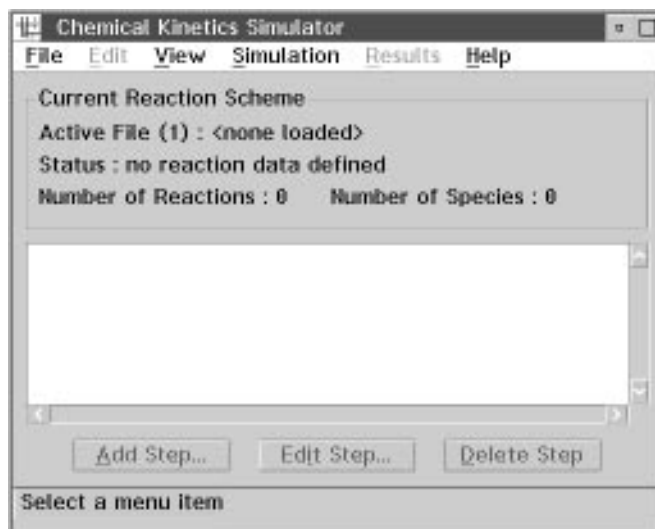 Chemical Kinetics Simulator
File Edit View Simulation Results Help
Current Reaction Scheme
Active File (1) : <none loaded>
Status : no reaction data defined
Number of Reactions : 0 Number of Species : 0
Add Step... Edit Step... Delete Step
Select a menu item